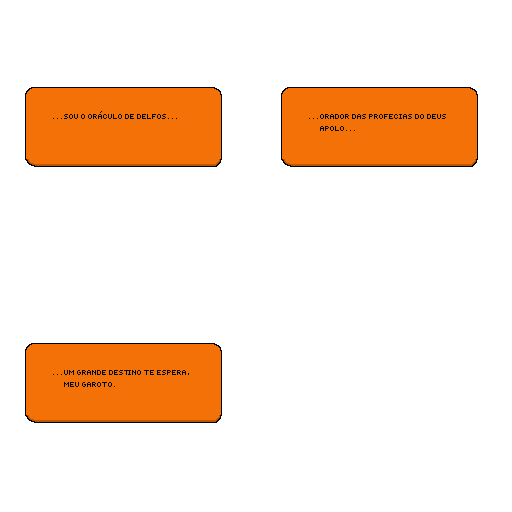 ...SOU O ORÁCULO DE DELFOS...
...ORADOR DAS PROFECIAS DO DEUS
APOLO...
...UM GRANDE DESTINO TE ESPERA,
MEU GAROTO.